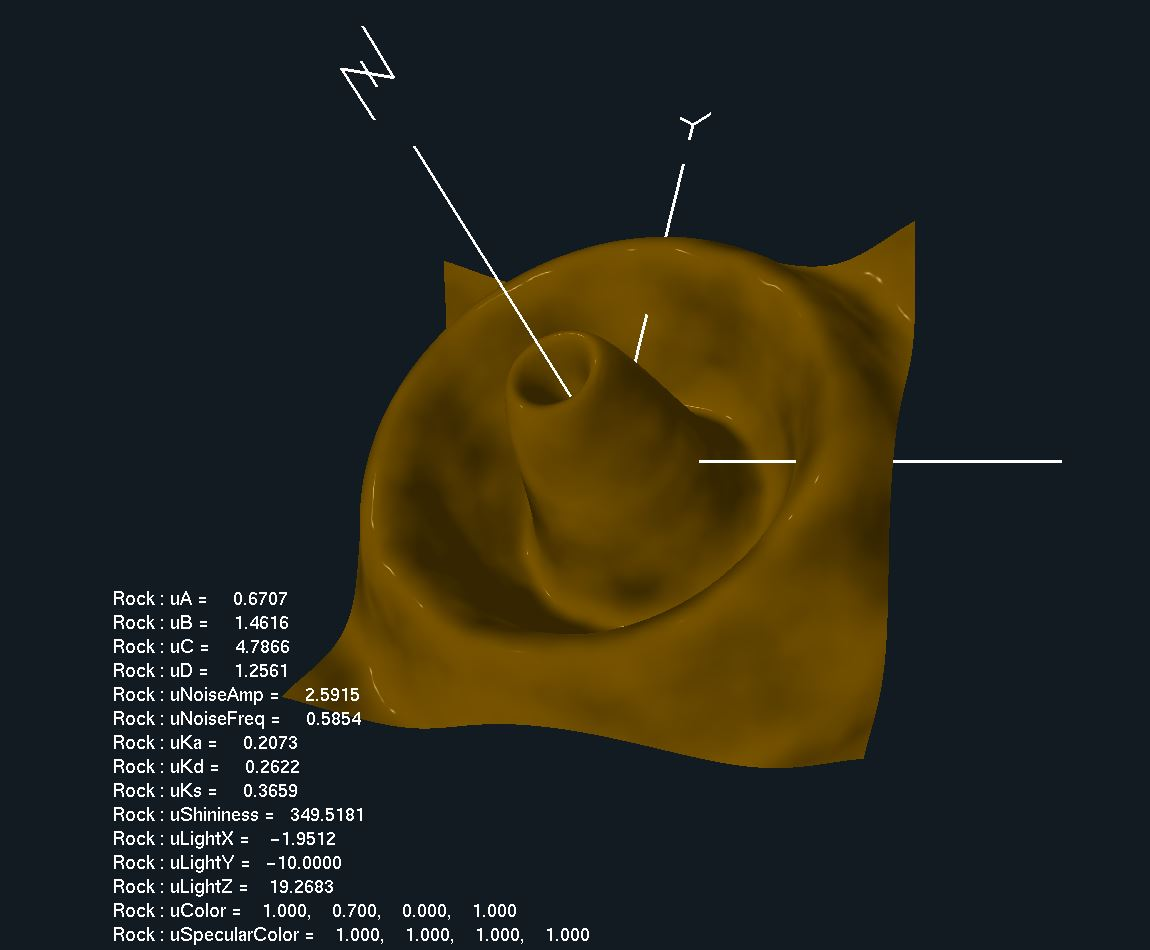 Z
Y
Rock : uA = 0.6707
Rock : uB = 1.4616
Rock : uC = 4.7866
Rock : uD = 1.2561
Rock : uNoiseAmp = 2.5915
Rock : uNoiseFreq = 0.5854
Rock : uKa = 0.2073
Rock : uKd = 0.2622
Rock : uKs = 0.3659
Rock : uShininess = 349.5181
Rock : uLightX = −1.9512
Rock : uLightY = −10.0000
Rock : uLightZ = 19.2683
Rock : uColor = 1.000, 0.700, 0.000, 1.000
Rock : uSpecularColor = 1.000, 1.000, 1.000, 1.000